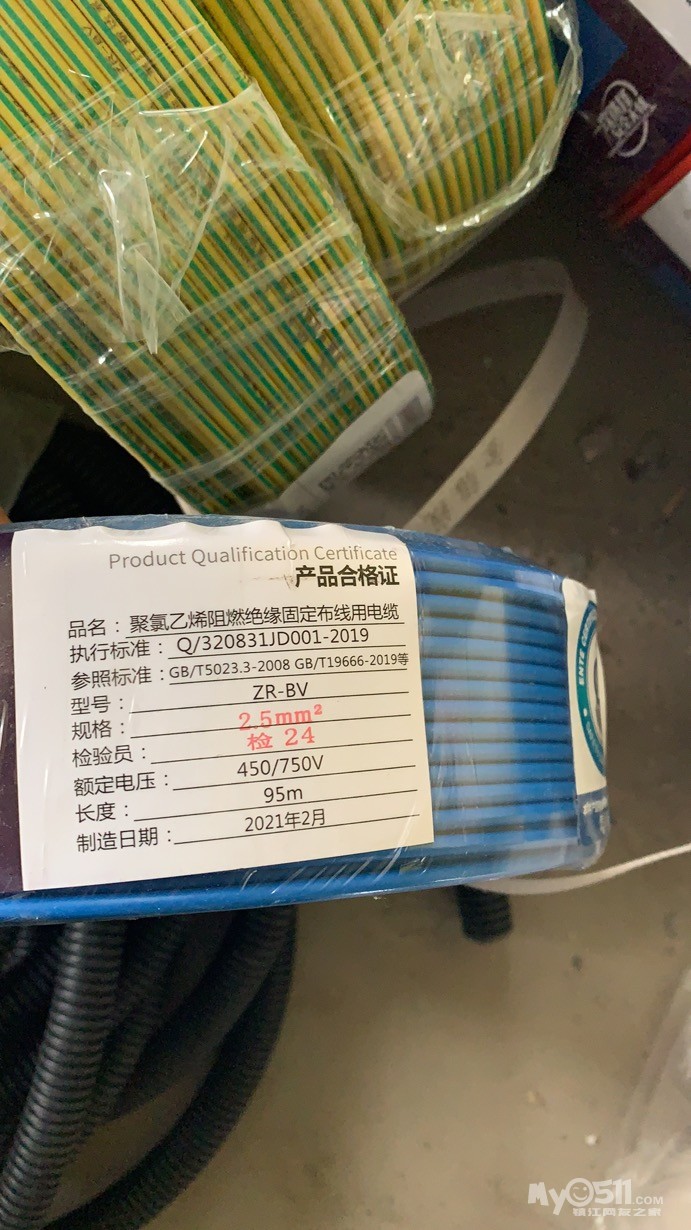 ZR-BV
Product Qualification Certificate
产品合格证
品名：聚氯乙烯阻燃绝缘固定布线用电缆
执行标准：Q/320831JD001-2019
参照标准：GB/T5023.3-2008 GB/T19666-2019等
型号：ZR-BV
规格：2.5mm²
检验员：检 24
额定电压：450/750V
长度：95m
制造日期：2021年2月
My0511.COM
镇江网友之家